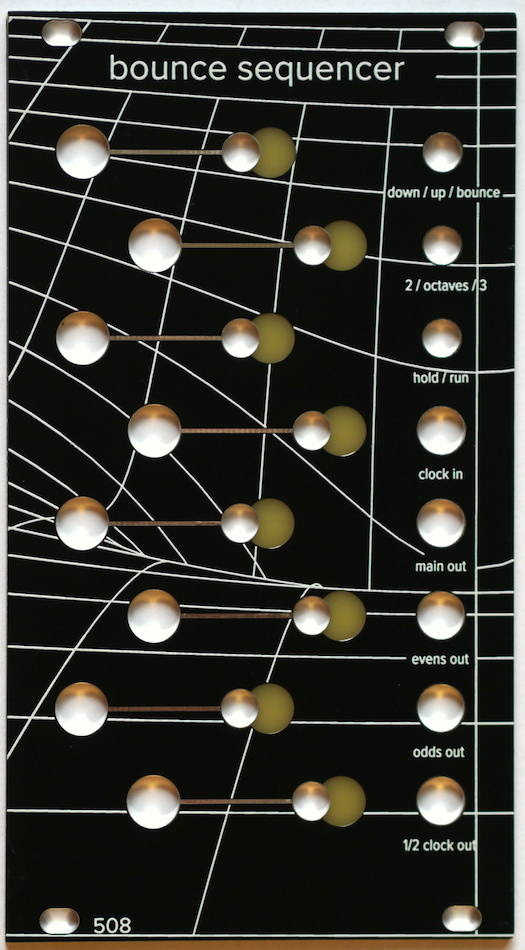 bounce sequencer
down / up / bounce
2 / octaves / 3
hold / run
clock in
main out
evens out
odds out
1/2 clock out
508